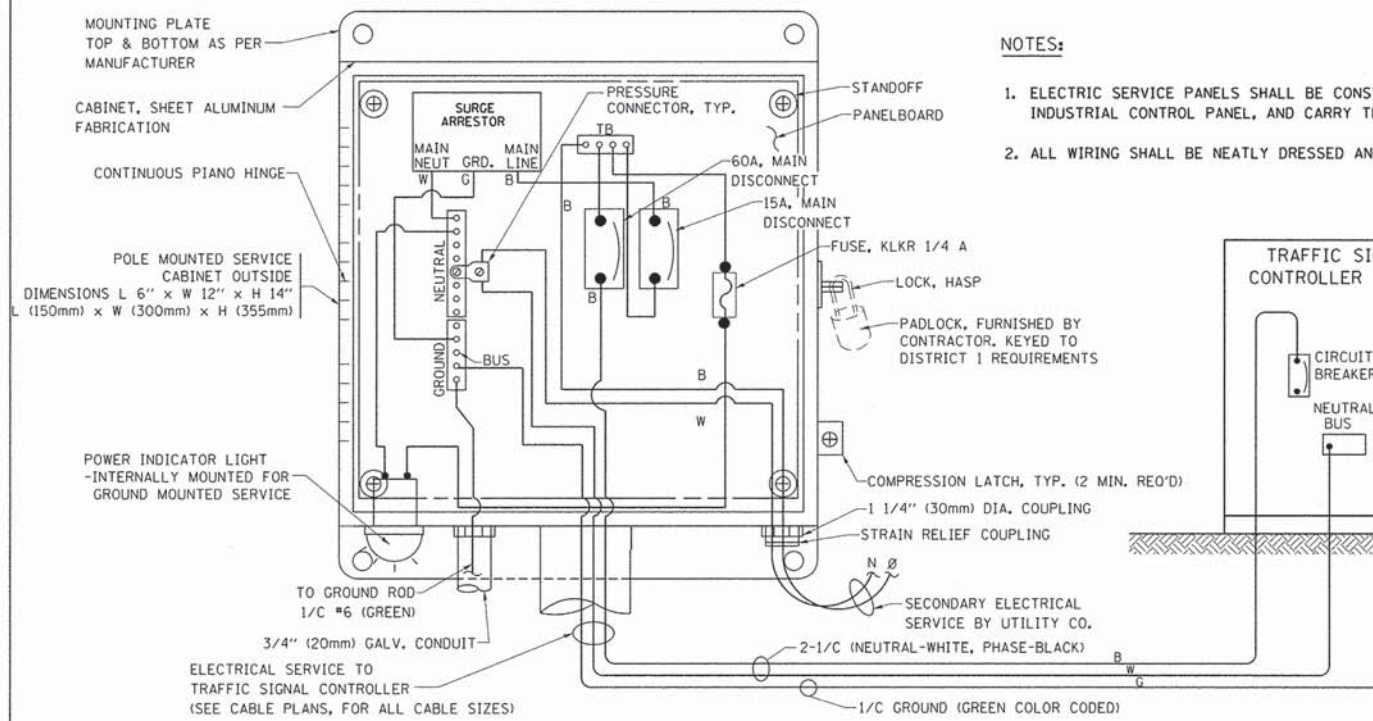 MOUNTING PLATE
TOP & BOTTOM AS PER
MANUFACTURER
CABINET, SHEET ALUMINUM
FABRICATION
CONTINUOUS PIANO HINGE
POLE MOUNTED SERVICE
CABINET OUTSIDE
DIMENSIONS L 6" x W 12" x H 14"
L (150mm) x W (300mm) x H (355mm)
POWER INDICATOR LIGHT
-INTERNALLY MOUNTED FOR
GROUND MOUNTED SERVICE
SURGE
ARRESTOR
MAIN
NEUT
GRD.
MAIN
LINE
W
G
B
PRESSURE
CONNECTOR, TYP.
TB
NEUTRAL
GROUND
BUS
B
B
B
B
W
60A, MAIN
DISCONNECT
15A, MAIN
DISCONNECT
STANDOFF
PANELBOARD
FUSE, KLKR 1/4 A
LOCK, HASP
PADLOCK, FURNISHED BY
CONTRACTOR. KEYED TO
DISTRICT 1 REQUIREMENTS
COMPRESSION LATCH, TYP. (2 MIN. REQ'D)
1 1/4" (30mm) DIA. COUPLING
STRAIN RELIEF COUPLING
N Ø
SECONDARY ELECTRICAL
SERVICE BY UTILITY CO.
TO GROUND ROD
1/C #6 (GREEN)
3/4" (20mm) GALV. CONDUIT
ELECTRICAL SERVICE TO
TRAFFIC SIGNAL CONTROLLER
(SEE CABLE PLANS, FOR ALL CABLE SIZES)
2-1/C (NEUTRAL-WHITE, PHASE-BLACK)
B
W
G
1/C GROUND (GREEN COLOR CODED)
NOTES:
1. ELECTRIC SERVICE PANELS SHALL BE CONS
INDUSTRIAL CONTROL PANEL, AND CARRY T
2. ALL WIRING SHALL BE NEATLY DRESSED AN
TRAFFIC SI
CONTROLLER
CIRCUIT
BREAKER
NEUTRAL
BUS